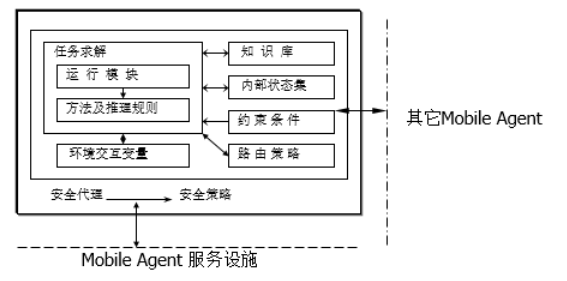 任务求解
运行模块
方法及推理规则
环境交互变量
知识库
内部状态集
约束条件
路由策略
安全代理
安全策略
其它Mobile Agent
Mobile Agent 服务设施